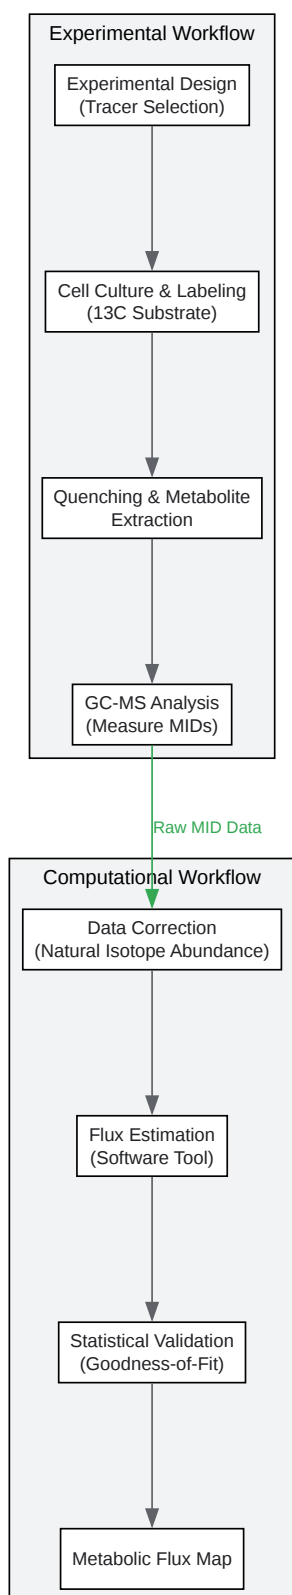 Experimental Workflow
Experimental Design
(Tracer Selection)
Cell Culture & Labeling
(13C Substrate)
Quenching & Metabolite
Extraction
GC-MS Analysis
(Measure MIDs)
Raw MID Data
Computational Workflow
Data Correction
(Natural Isotope Abundance)
Flux Estimation
(Software Tool)
Statistical Validation
(Goodness-of-Fit)
Metabolic Flux Map